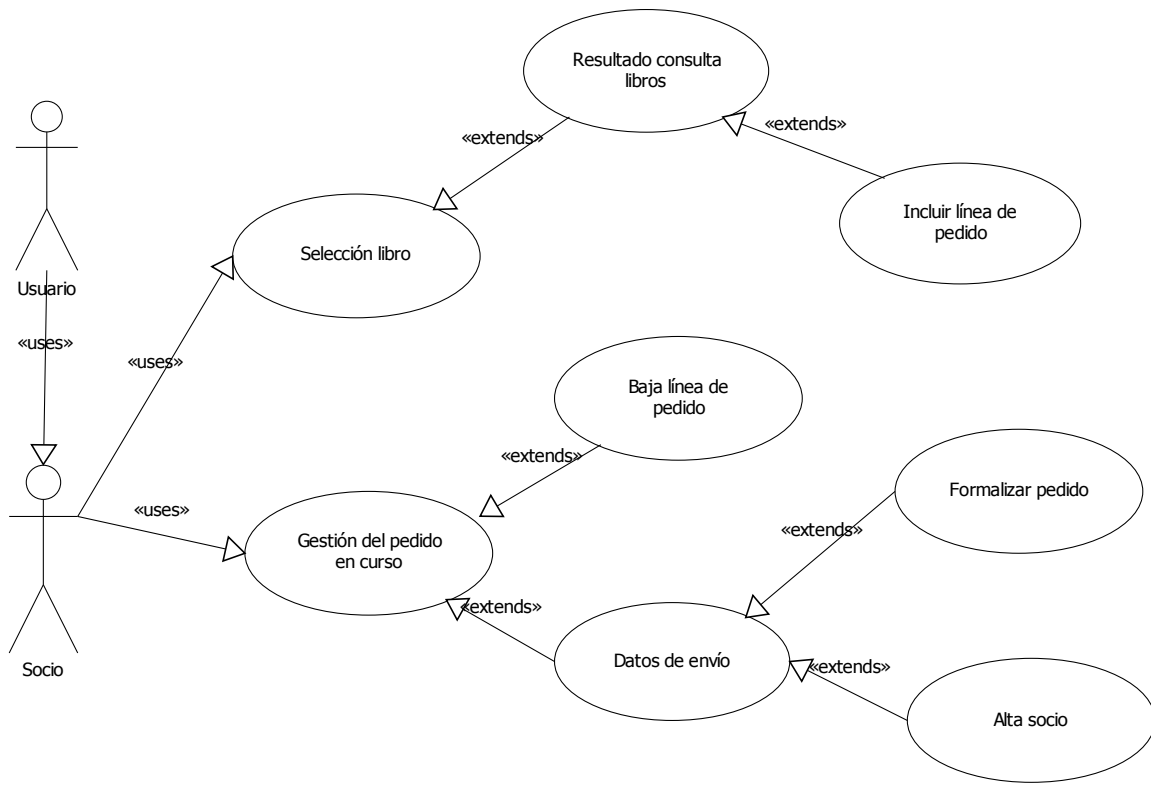 Resultado consulta
libros
«extends»
«extends»
Incluir línea de
pedido
Selección libro
Usuario
«uses»
«uses»
Baja línea de
pedido
«extends»
Formalizar pedido
«uses»
«extends»
Gestión del pedido
en curso
«extends»
Datos de envío
«extends»
Socio
Alta socio